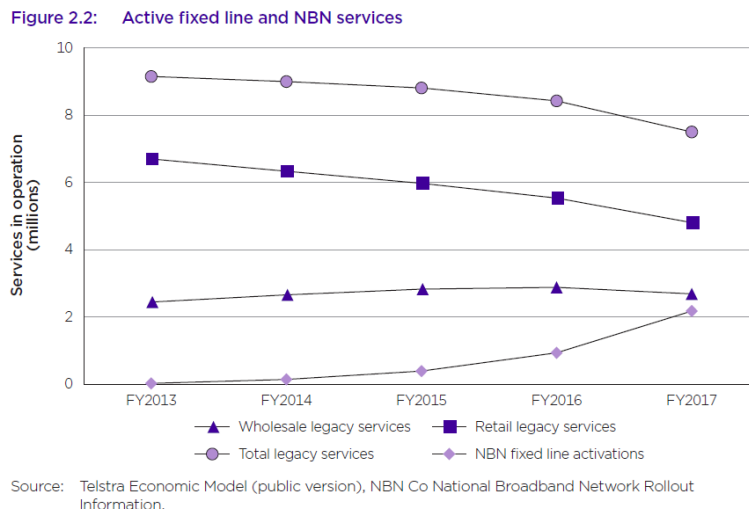 Figure 2.2: Active fixed line and NBN services
10
8
6
4
2
0
Services in operation
(millions)
FY2013 FY2014 FY2015 FY2016 FY2017
Wholesale legacy services Retail legacy services
Total legacy services NBN fixed line activations
Source: Telstra Economic Model (public version), NBN Co National Broadband Network Rollout
Information.